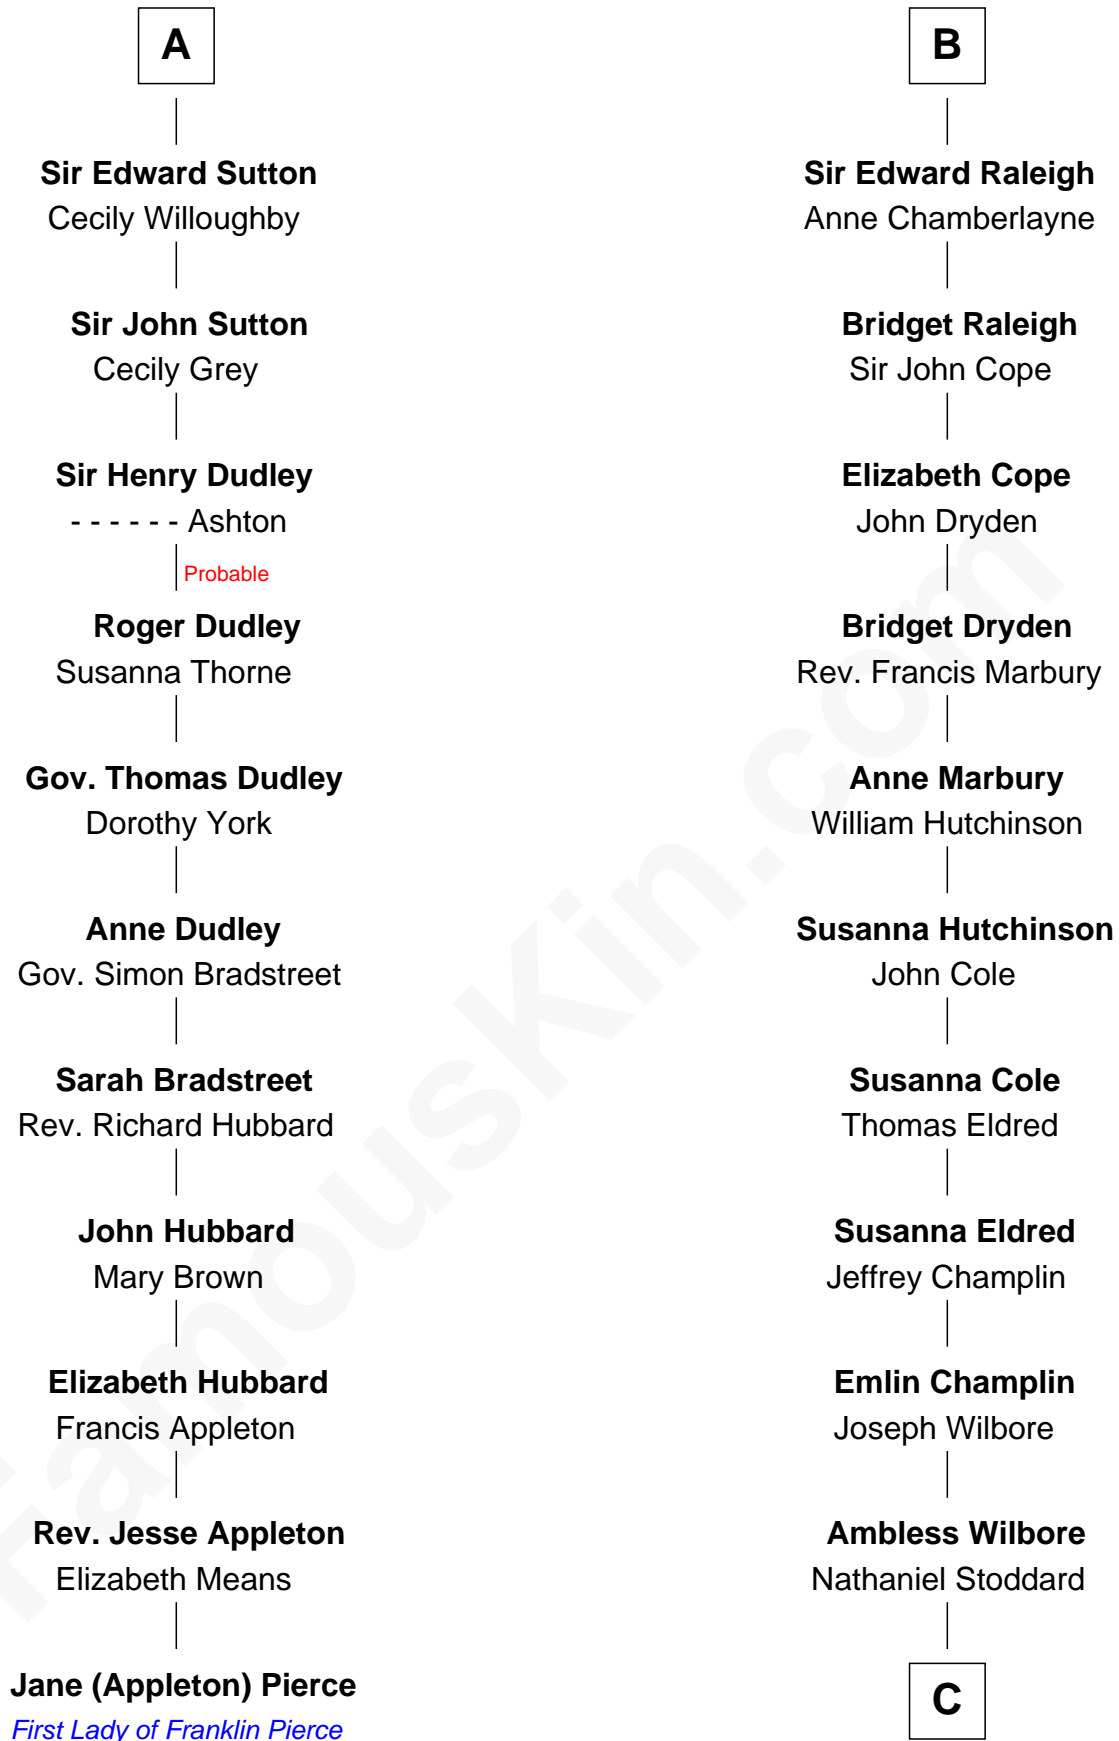 A
Sir Edward Sutton
Cecily Willoughby
Sir John Sutton
Cecily Grey
Sir Henry Dudley
- - - - - - Ashton
Probable
Roger Dudley
Susanna Thorne
Gov. Thomas Dudley
Dorothy York
Anne Dudley
Gov. Simon Bradstreet
Sarah Bradstreet
Rev. Richard Hubbard
John Hubbard
Mary Brown
Elizabeth Hubbard
Francis Appleton
Rev. Jesse Appleton
Elizabeth Means
Jane (Appleton) Pierce
First Lady of Franklin Pierce
B
Sir Edward Raleigh
Anne Chamberlayne
Bridget Raleigh
Sir John Cope
Elizabeth Cope
John Dryden
Bridget Dryden
Rev. Francis Marbury
Anne Marbury
William Hutchinson
Susanna Hutchinson
John Cole
Susanna Cole
Thomas Eldred
Susanna Eldred
Jeffrey Champlin
Emlin Champlin
Joseph Wilbore
Ambless Wilbore
Nathaniel Stoddard
C
FamousKin.com